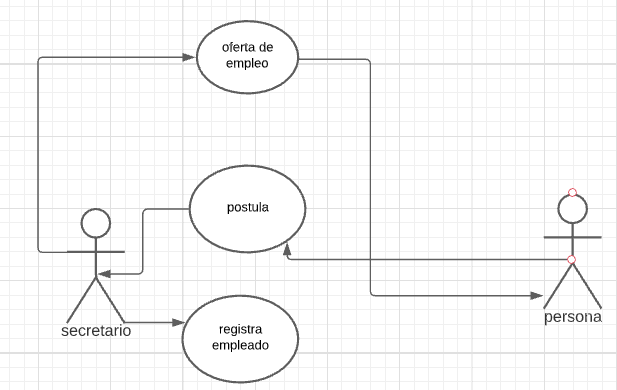 oferta de
empleo
postula
secretario
persona
registra
empleado